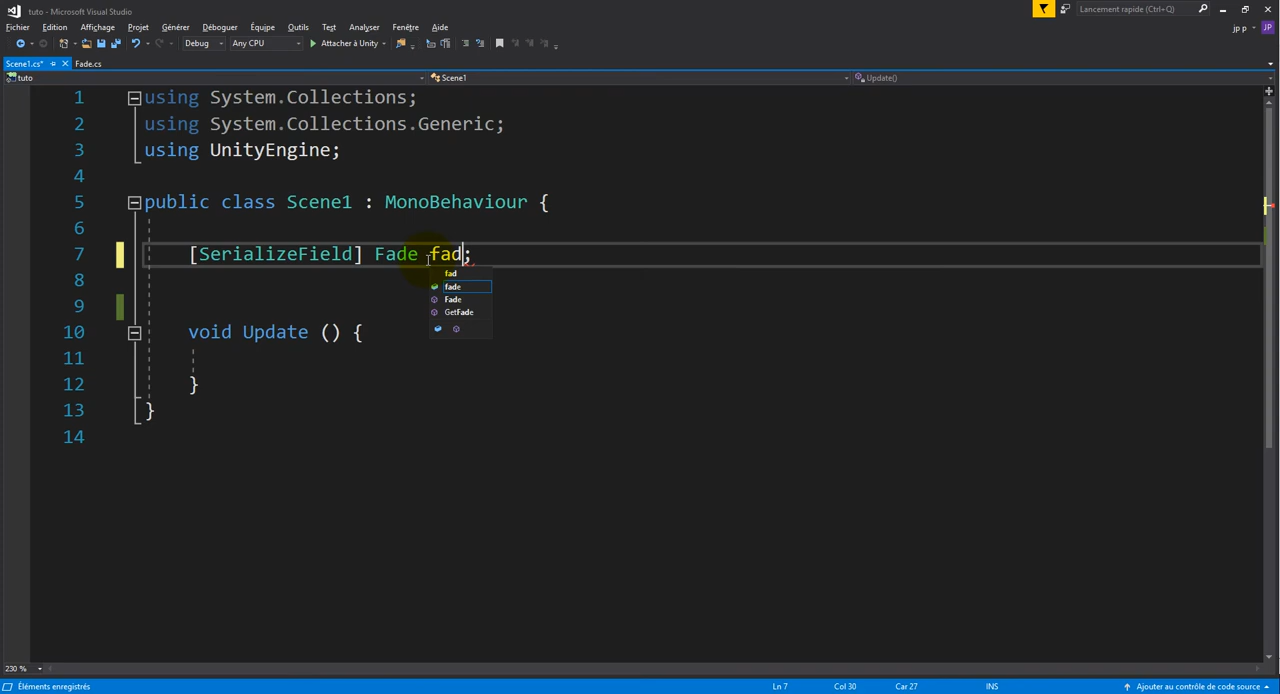 tuto - Microsoft Visual Studio
Lancement rapide (Ctrl+Q)
Fichier Edition Affichage Projet Générer Déboguer Équipe Outils Test Analyser Fenêtre Aide
jp p JP
Debug Any CPU Attacher à Unity
Scene1.cs* Fade.cs
tuto Scene1 Update()
1 using System.Collections;
2 using System.Collections.Generic;
3 using UnityEngine;
4
5 public class Scene1 : MonoBehaviour {
6
7 [SerializeField] Fade fad;
fad
8
fade
Fade
9
GetFade
10 void Update () {
11
12 }
13 }
14
230 %
Éléments enregistrés Ln 7 Col 30 Car 27 INS Ajouter au contrôle de code source